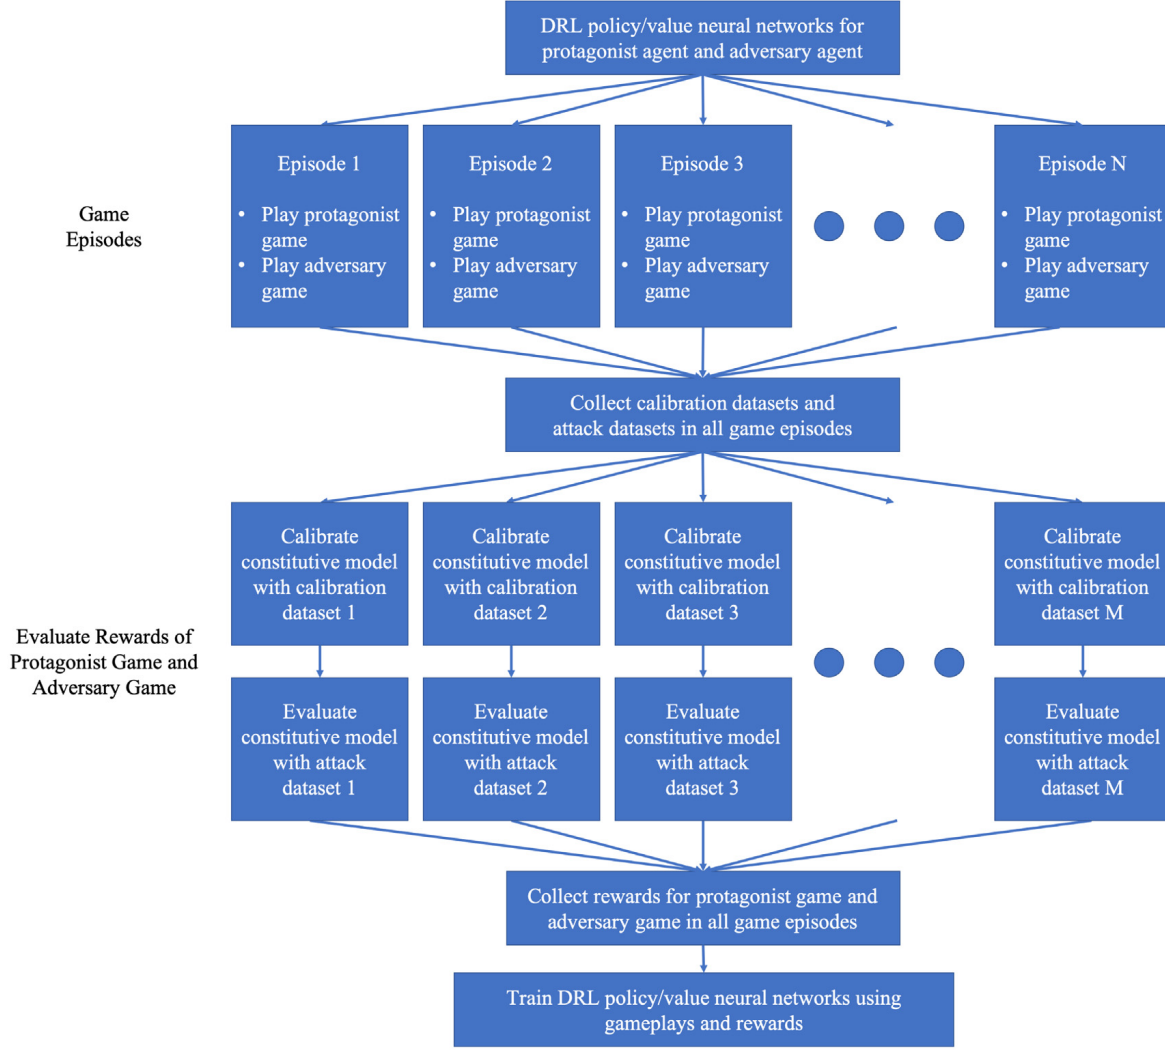 DRL policy/value neural networks for
protagonist agent and adversary agent
Game
Episodes
Episode 1
• Play protagonist
game
• Play adversary
game
Episode 2
• Play protagonist
game
• Play adversary
game
Episode 3
• Play protagonist
game
• Play adversary
game
Episode N
• Play protagonist
game
• Play adversary
game
Collect calibration datasets and
attack datasets in all game episodes
Evaluate Rewards of
Protagonist Game and
Adversary Game
Calibrate
constitutive model
with calibration
dataset 1
Calibrate
constitutive model
with calibration
dataset 2
Calibrate
constitutive model
with calibration
dataset 3
Calibrate
constitutive model
with calibration
dataset M
Evaluate
constitutive model
with attack
dataset 1
Evaluate
constitutive model
with attack
dataset 2
Evaluate
constitutive model
with attack
dataset 3
Evaluate
constitutive model
with attack
dataset M
Collect rewards for protagonist game and
adversary game in all game episodes
Train DRL policy/value neural networks using
gameplays and rewards